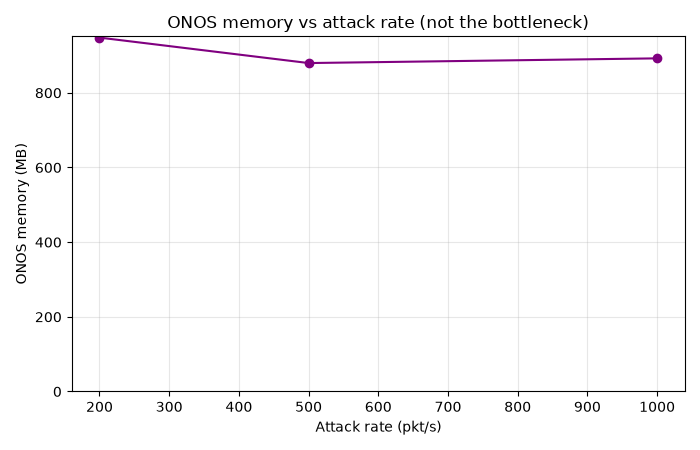 ONOS memory vs attack rate (not the bottleneck)
ONOS memory (MB)
800
600
400
200
0
200 300 400 500 600 700 800 900 1000
Attack rate (pkt/s)